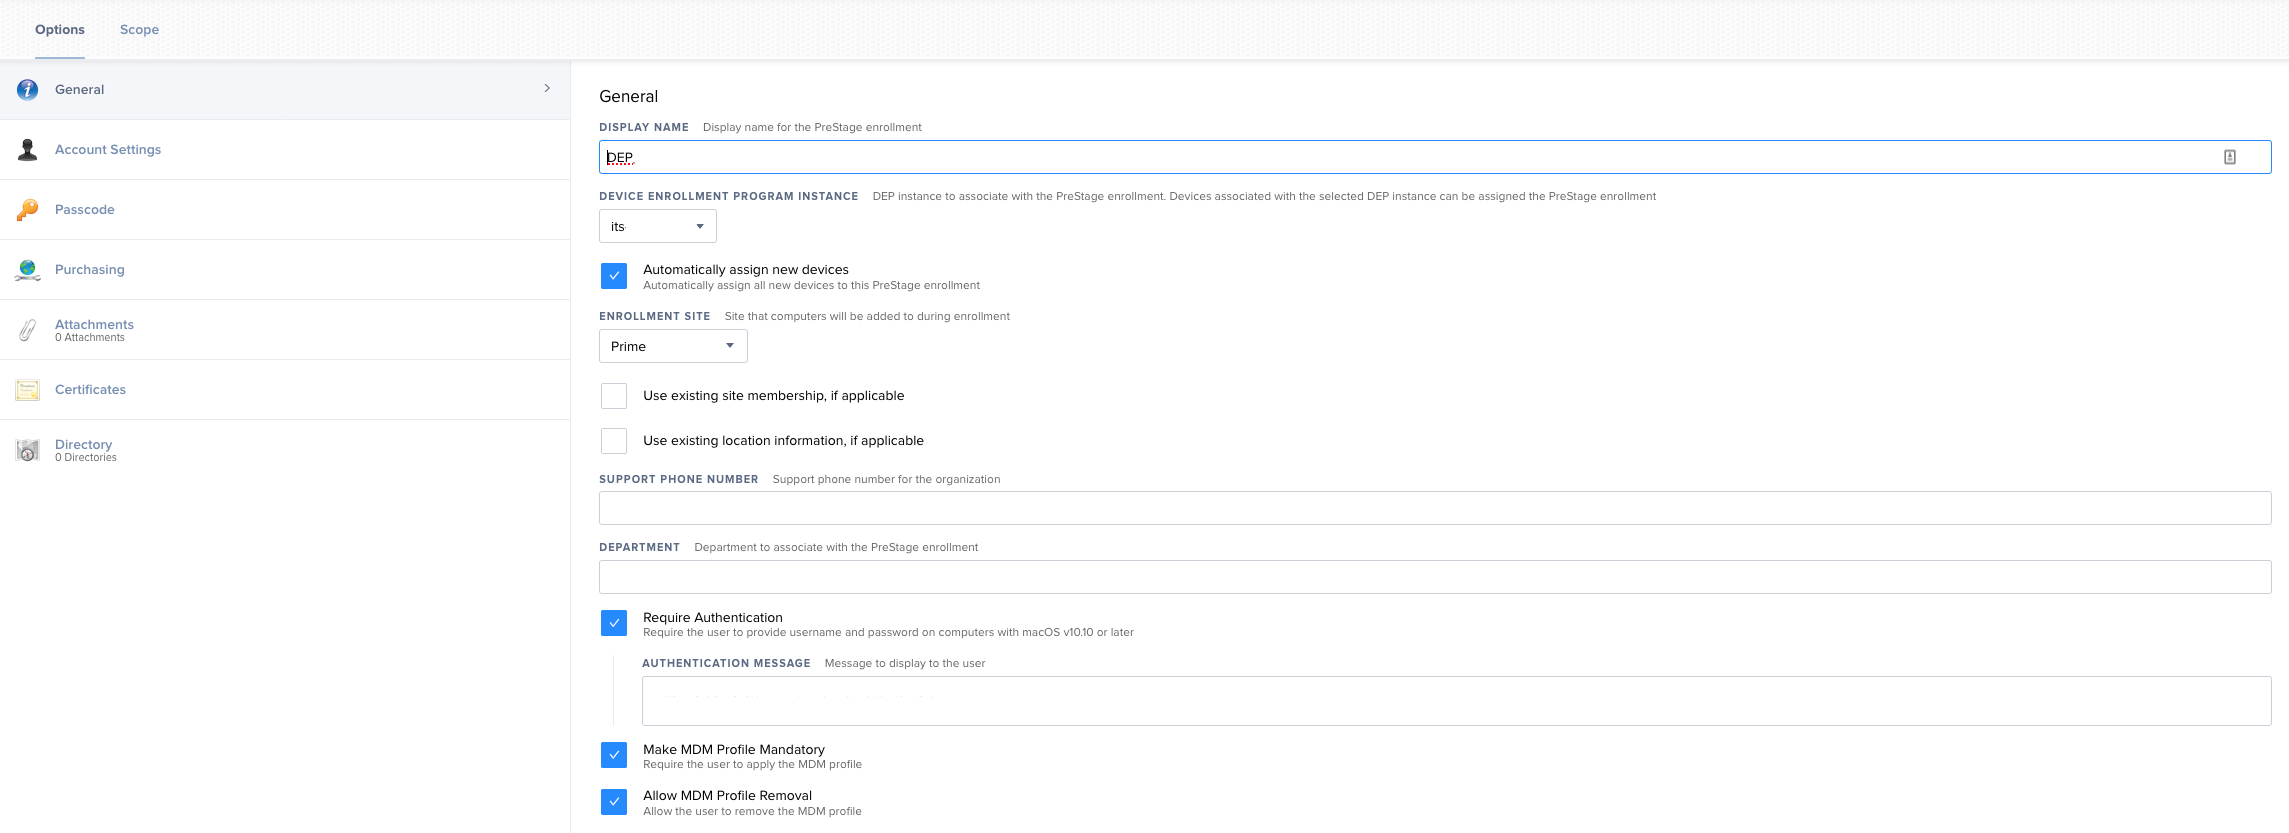 Options
Scope
General
Account Settings
Passcode
Purchasing
Attachments
0 Attachments
Certificates
Directory
0 Directories
General
DISPLAY NAME Display name for the PreStage enrollment
DEP
DEVICE ENROLLMENT PROGRAM INSTANCE DEP instance to associate with the PreStage enrollment. Devices associated with the selected DEP instance can be assigned the PreStage enrollment
its
Automatically assign new devices
Automatically assign all new devices to this PreStage enrollment
ENROLLMENT SITE Site that computers will be added to during enrollment
Prime
Use existing site membership, if applicable
Use existing location information, if applicable
SUPPORT PHONE NUMBER Support phone number for the organization
DEPARTMENT Department to associate with the PreStage enrollment
Require Authentication
Require the user to provide username and password on computers with macOS v10.10 or later
AUTHENTICATION MESSAGE Message to display to the user
Make MDM Profile Mandatory
Require the user to apply the MDM profile
Allow MDM Profile Removal
Allow the user to remove the MDM profile